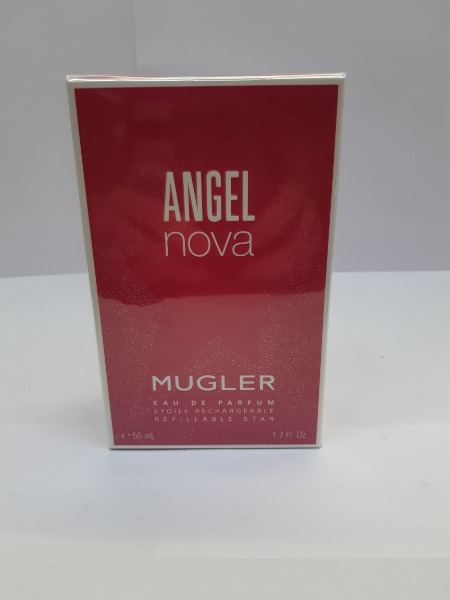 ANGEL
nova
MUGLER
EAU DE PARFUM
ETOILE RECHARGEABLE
REFILLABLE STAR
e 50 mL 1.7 Fl. Oz